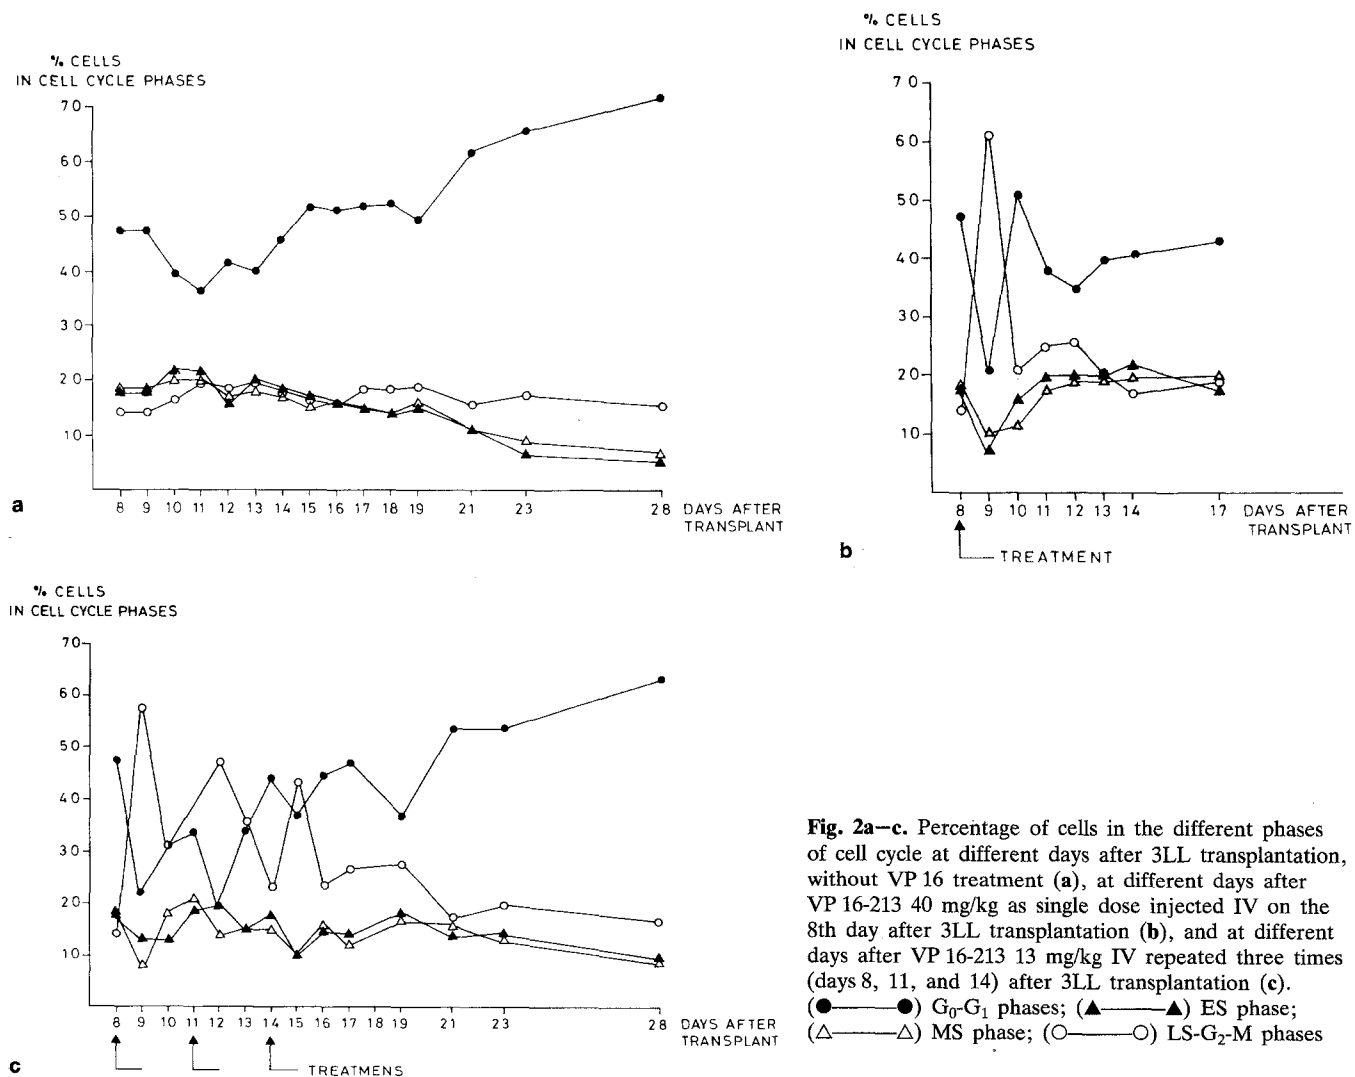 % CELLS
IN CELL CYCLE PHASES
70
60
50
40
30
20
10
8 9 10 11 12 13 14 15 16 17 18 19 21 23 28 DAYS AFTER
TRANSPLANT
a
% CELLS
IN CELL CYCLE PHASES
70
60
50
40
30
20
10
8 9 10 11 12 13 14 17 DAYS AFTER
TRANSPLANT
b
TREATMENT
% CELLS
IN CELL CYCLE PHASES
70
60
50
40
30
20
10
8 9 10 11 12 13 14 15 16 17 18 19 21 23 28 DAYS AFTER
TRANSPLANT
c
TREATMENS
Fig. 2a–c. Percentage of cells in the different phases
of cell cycle at different days after 3LL transplantation,
without VP 16 treatment (a), at different days after
VP 16-213 40 mg/kg as single dose injected IV on the
8th day after 3LL transplantation (b), and at different
days after VP 16-213 13 mg/kg IV repeated three times
(days 8, 11, and 14) after 3LL transplantation (c).
(●——●) G₀-G₁ phases; (▲——▲) ES phase;
(△——△) MS phase; (○——○) LS-G₂-M phases